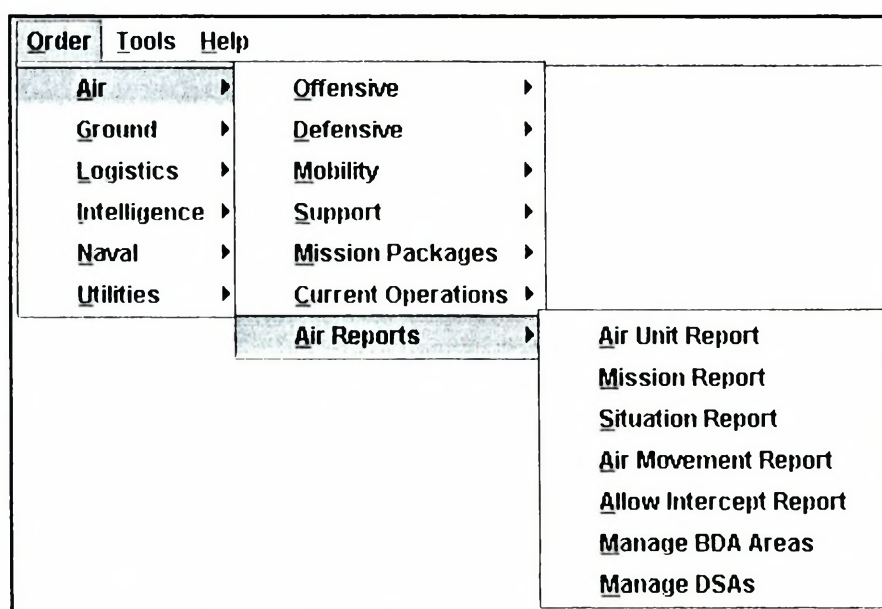 Order Tools Help
Air
Ground
Logistics
Intelligence
Naval
Utilities
Offensive
Defensive
Mobility
Support
Mission Packages
Current Operations
Air Reports
Air Unit Report
Mission Report
Situation Report
Air Movement Report
Allow Intercept Report
Manage BDA Areas
Manage DSAs